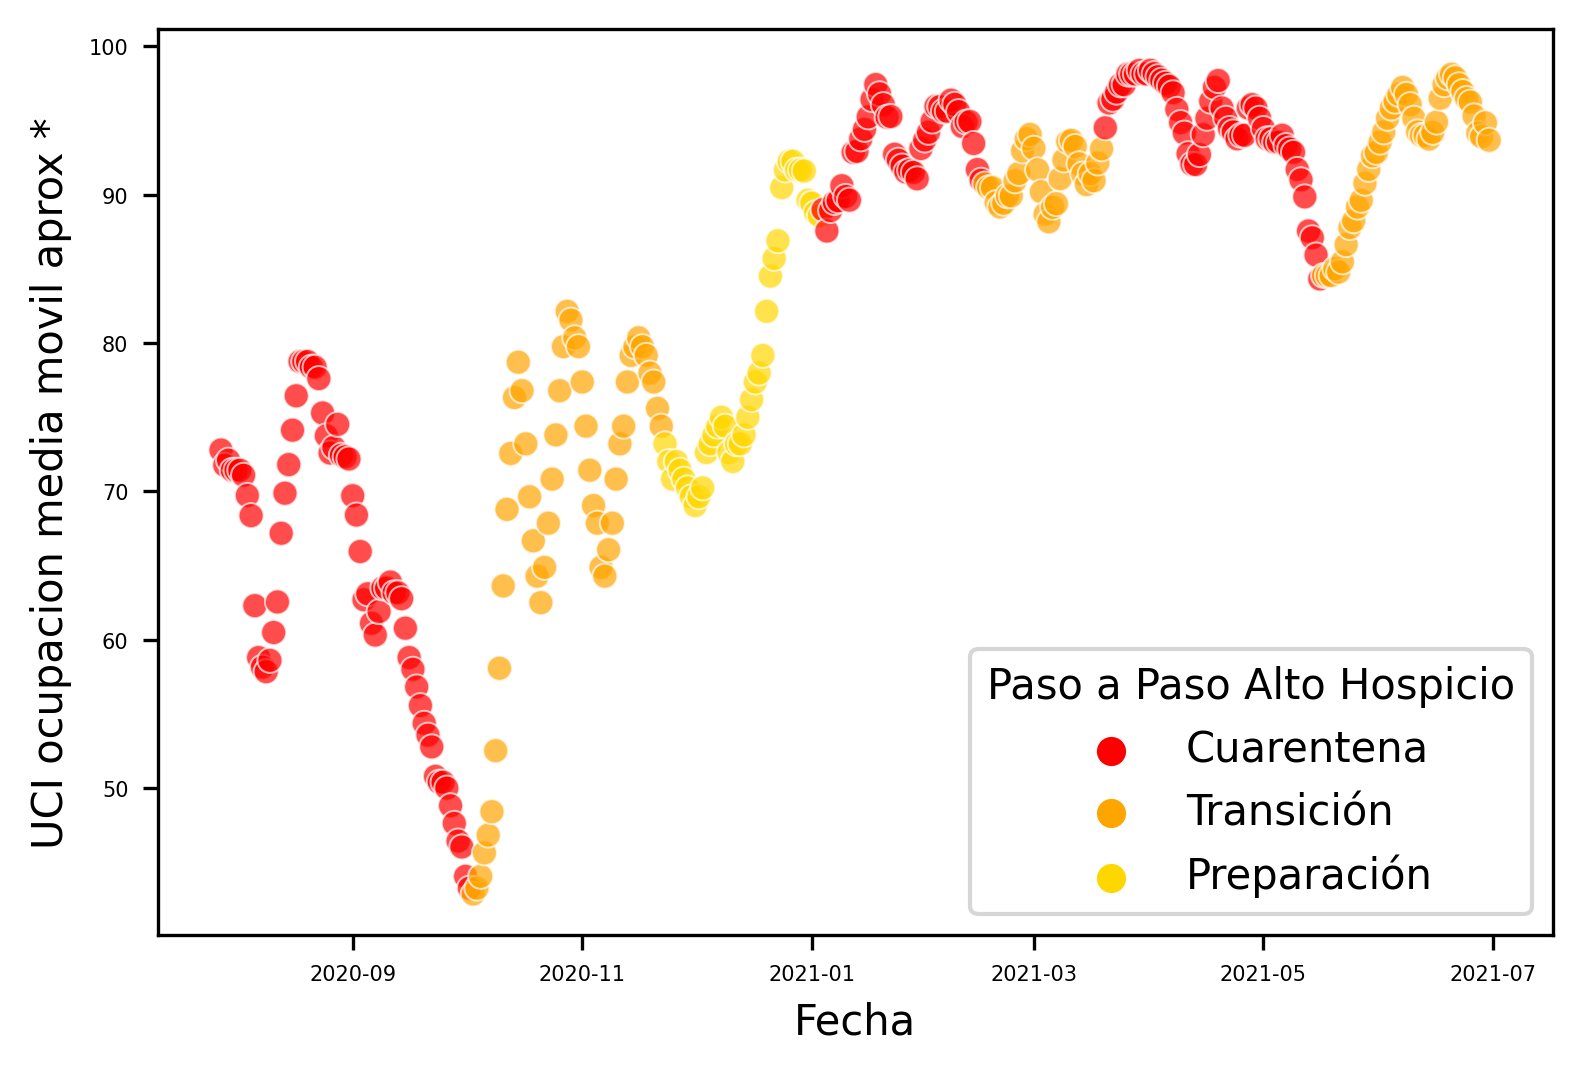 UCI ocupacion media movil aprox *
100
90
80
70
60
50
Paso a Paso Alto Hospicio
Cuarentena
Transición
Preparación
2020-09
2020-11
2021-01
2021-03
2021-05
2021-07
Fecha